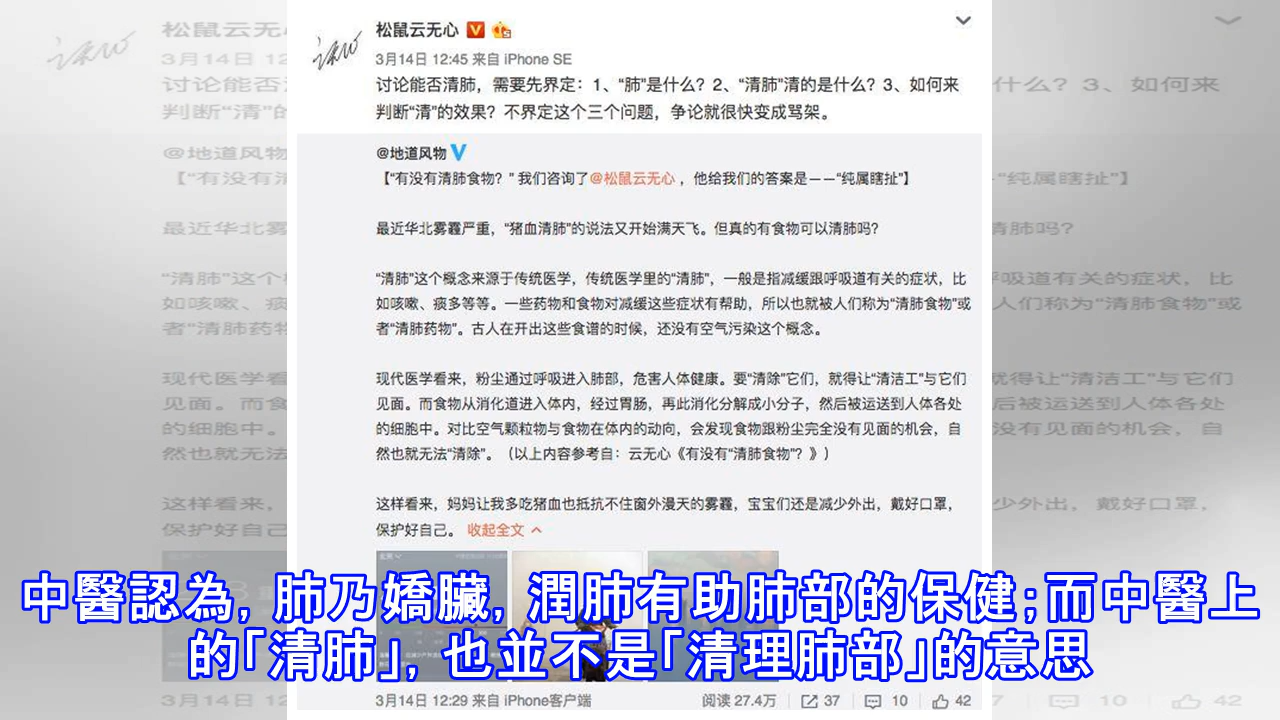 松鼠云无心
3月14日 12:45 来自 iPhone SE
讨论能否清肺，需要先界定：1、“肺”是什么？2、“清肺”清的是什么？3、如何来
判断“清”的效果？不界定这个三个问题，争论就很快变成骂架。
@地道风物
【“有没有清肺食物？” 我们咨询了@松鼠云无心 ，他给我们的答案是——“纯属瞎扯”】
最近华北雾霾严重，“猪血清肺”的说法又开始满天飞。但真的有食物可以清肺吗？
“清肺”这个概念来源于传统医学，传统医学里的“清肺”，一般是指减缓跟呼吸道有关的症状，比
如咳嗽、痰多等等。一些药物和食物对减缓这些症状有帮助，所以也就被人们称为“清肺食物”或
者“清肺药物”。古人在开出这些食谱的时候，还没有空气污染这个概念。
现代医学看来，粉尘通过呼吸进入肺部，危害人体健康。要“清除”它们，就得让“清洁工”与它们
见面。而食物从消化道进入体内，经过胃肠，再此消化分解成小分子，然后被运送到人体各处
的细胞中。对比空气颗粒物与食物在体内的动向，会发现食物跟粉尘完全没有见面的机会，自
然也就无法“清除”。（以上内容参考自：云无心《有没有“清肺食物”？》）
这样看来，妈妈让我多吃猪血也抵抗不住窗外漫天的雾霾，宝宝们还是减少外出，戴好口罩，
保护好自己。 收起全文
中醫認為，肺乃嬌臟，潤肺有助肺部的保健；而中醫上
的「清肺」，也並不是「清理肺部」的意思
3月14日 12:29 来自 iPhone客户端 阅读 27.4万 37 10 42